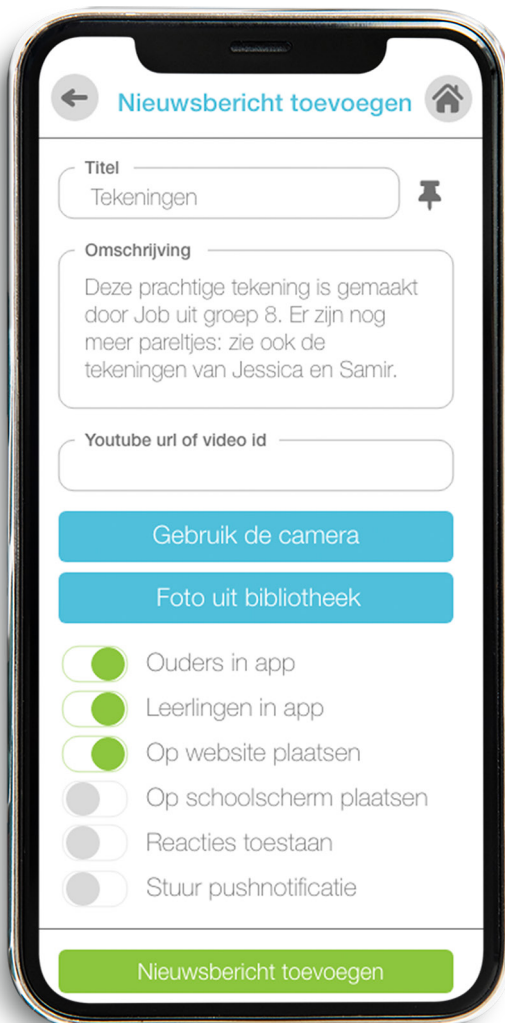 Nieuwsbericht toevoegen
Titel
Tekeningen
Omschrijving
Deze prachtige tekening is gemaakt
door Job uit groep 8. Er zijn nog
meer pareltjes: zie ook de
tekeningen van Jessica en Samir.
Youtube url of video id
Gebruik de camera
Foto uit bibliotheek
Ouders in app
Leerlingen in app
Op website plaatsen
Op schoolscherm plaatsen
Reacties toestaan
Stuur pushnotificatie
Nieuwsbericht toevoegen